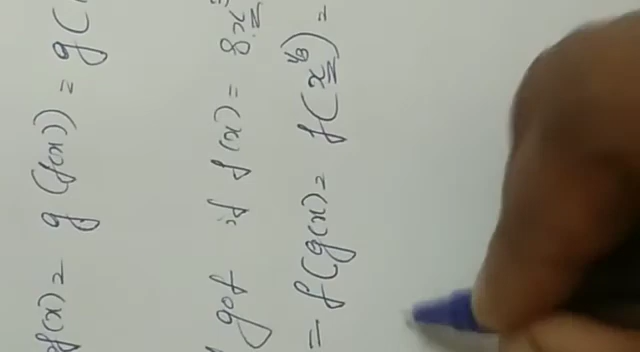 f(x) = g(f(x)) = g(
gof if f(x) = 8x³
= f(g(x) = f(x^{1/3}) =